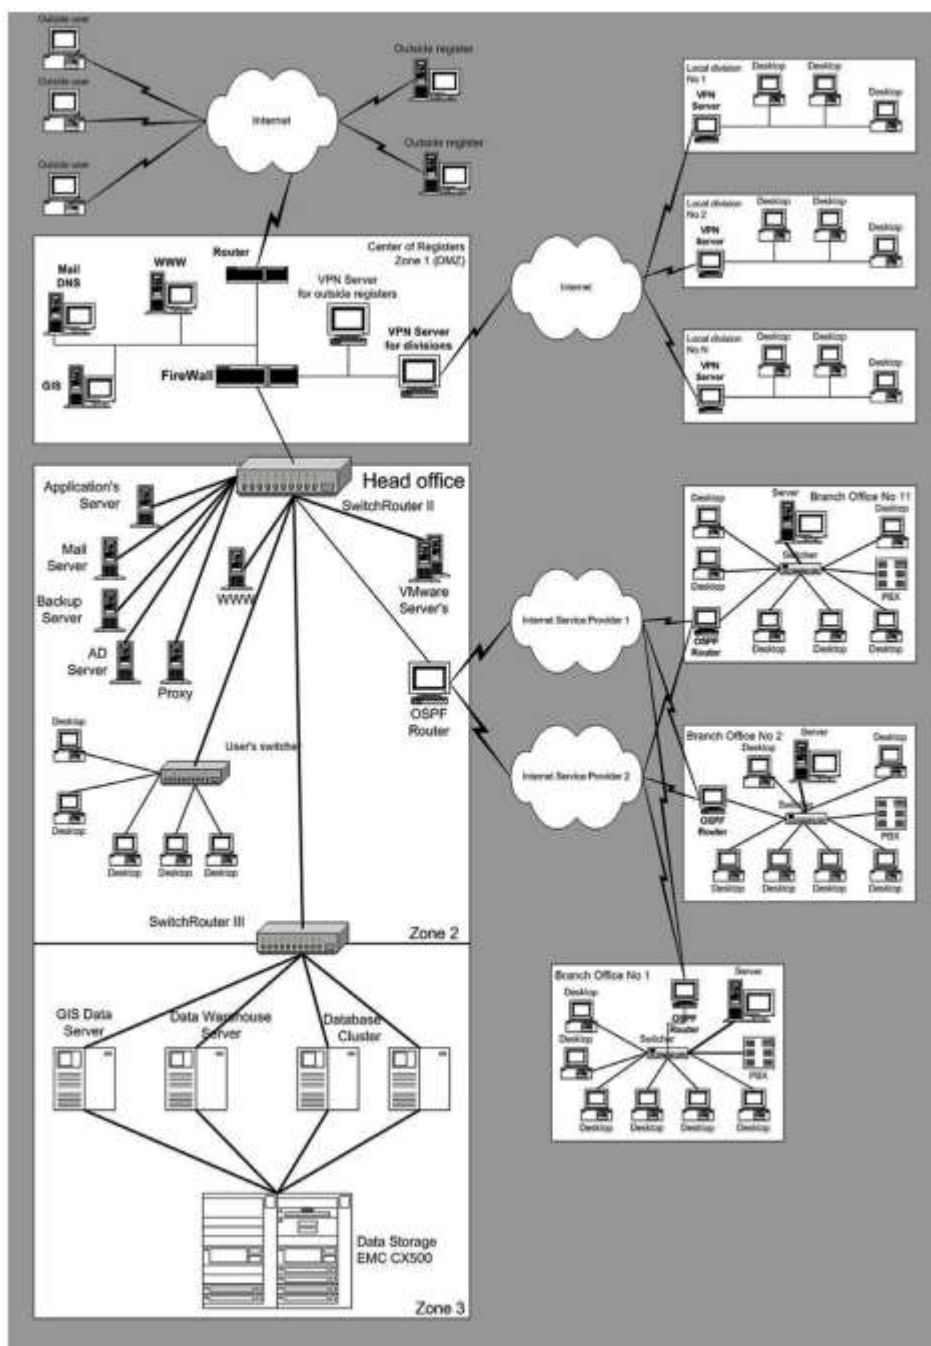 Outside user
Outside user
Outside user
Internet
Outside register
Outside register
Center of Registers
Zone 1 (DMZ)
Router
Mail
DNS
WWW
GIS
FireWall
VPN Server
for outside registers
VPN Server
for divisions
Internet
Local division
No 1
VPN
Server
Desktop
Desktop
Desktop
Local division
No 2
VPN
Server
Desktop
Desktop
Desktop
Local division
No N
VPN
Server
Desktop
Desktop
Desktop
Head office
SwitchRouter II
Application's
Server
Mail
Server
Backup
Server
AD
Server
Proxy
WWW
VMware
Server's
OSPF
Router
Desktop
Desktop
User's switcher
Desktop
Desktop
Desktop
Internet Service Provider 1
Internet Service Provider 2
Branch Office No 11
Desktop
Server
Desktop
Switcher
Desktop
PBX
OSPF
Router
Desktop
Desktop
Desktop
Branch Office No 2
Desktop
Server
Desktop
Switcher
OSPF
Router
PBX
Desktop
Desktop
Desktop
Desktop
SwitchRouter III
Zone 2
Branch Office No 1
Desktop
Server
OSPF
Router
Desktop
Switcher
PBX
Desktop
Desktop
Desktop
Desktop
GIS Data
Server
Data Warehouse
Server
Database
Cluster
Data Storage
EMC CX500
Zone 3